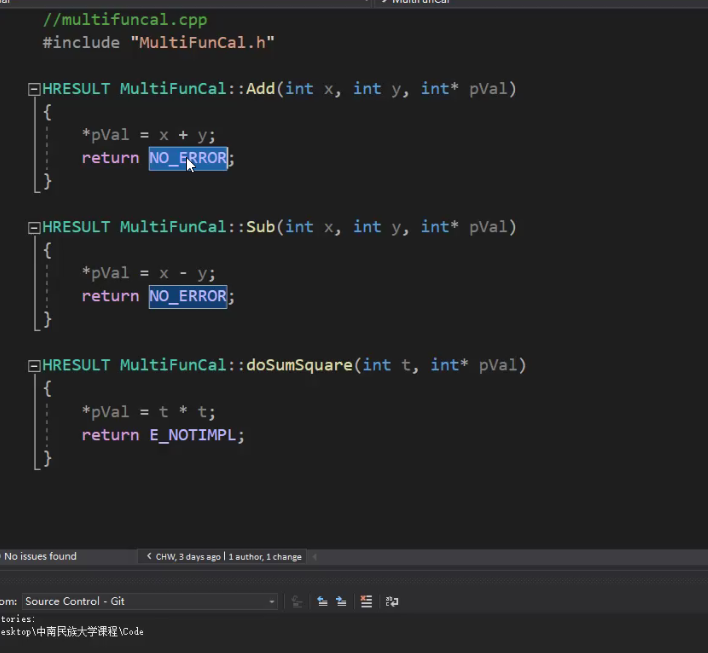 MultiFunCal
//multifuncal.cpp
#include "MultiFunCal.h"
HRESULT MultiFunCal::Add(int x, int y, int* pVal)
{
*pVal = x + y;
return NO_ERROR;
}
HRESULT MultiFunCal::Sub(int x, int y, int* pVal)
{
*pVal = x - y;
return NO_ERROR;
}
HRESULT MultiFunCal::doSumSquare(int t, int* pVal)
{
*pVal = t * t;
return E_NOTIMPL;
}
No issues found
CHW, 3 days ago | 1 author, 1 change
om: Source Control - Git
tories:
esktop\中南民族大学课程\Code